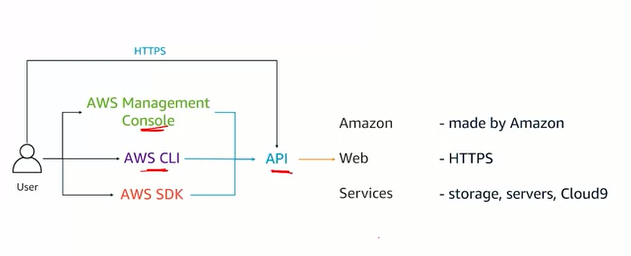 HTTPS
AWS Management
Console
AWS CLI
AWS SDK
User
API
Amazon - made by Amazon
Web - HTTPS
Services - storage, servers, Cloud9